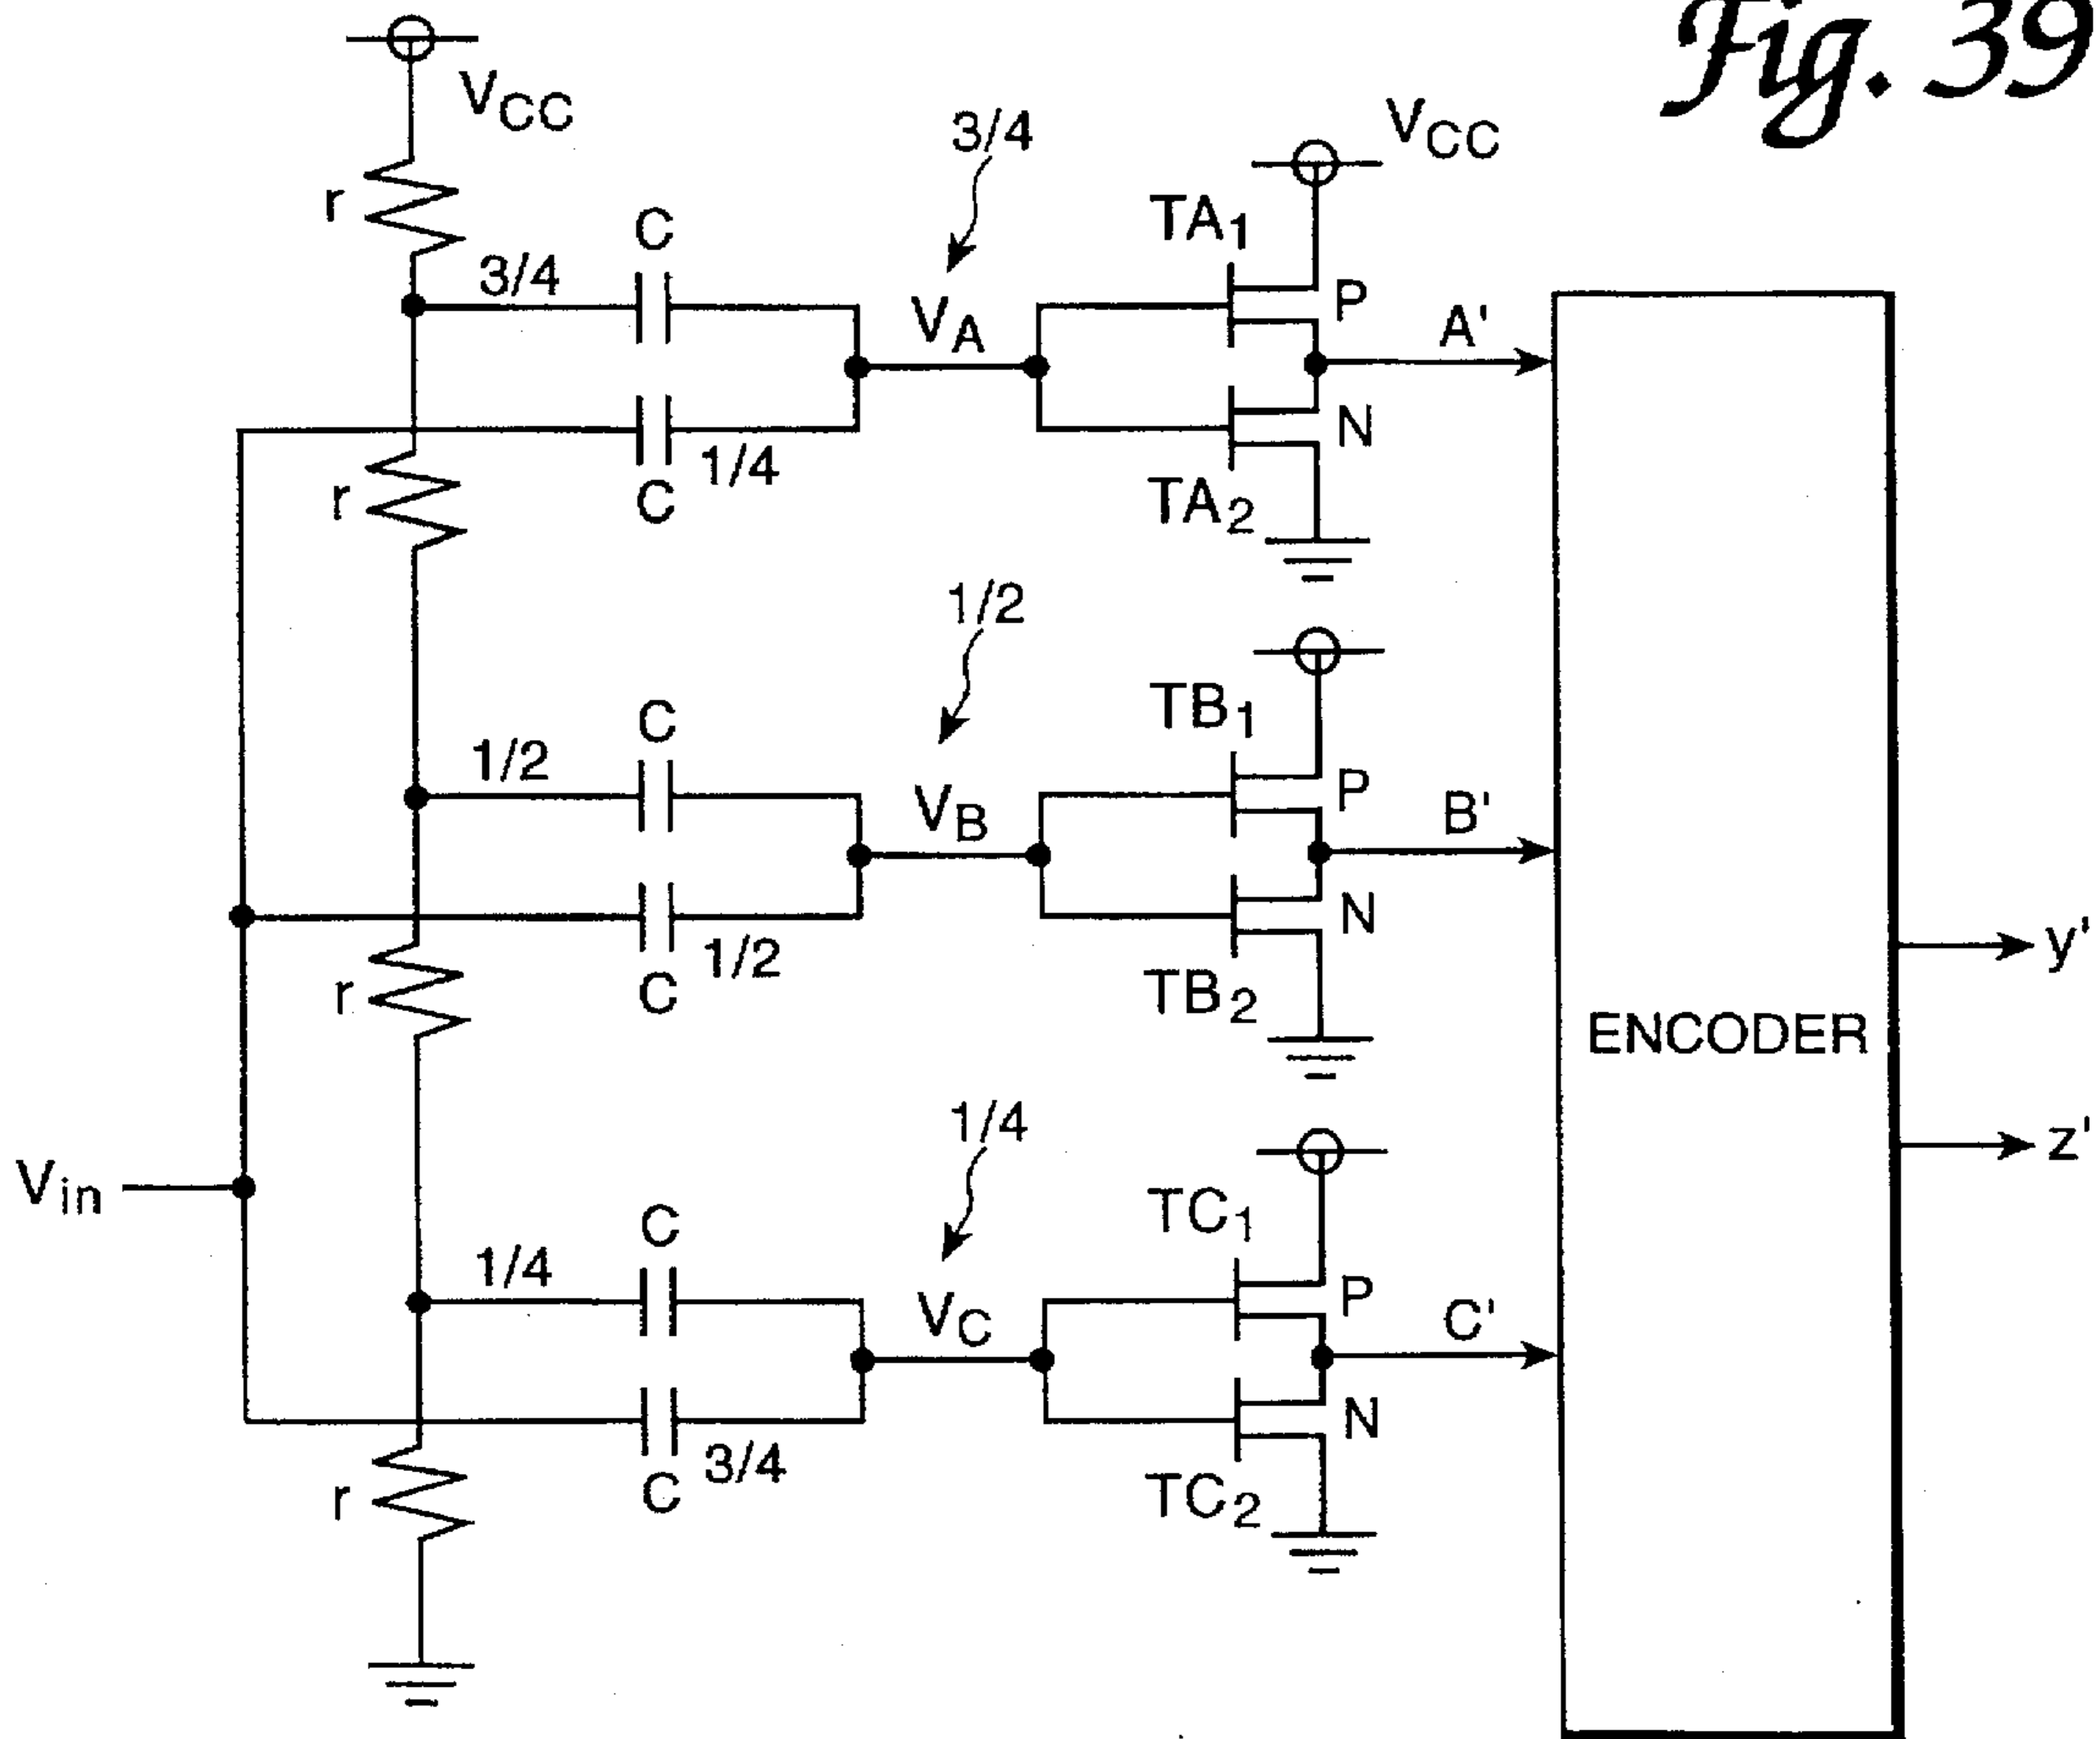 Fig. 39
VCC
3/4
VCC
r
C
TA1
3/4
P
VA
A'
N
1/4
r
C
TA2
1/2
TB1
C
1/2
P
VB
B'
N
1/2
y'
r
C
TB2
ENCODER
1/4
z'
Vin
TC1
C
1/4
P
VC
C'
N
3/4
r
C
TC2